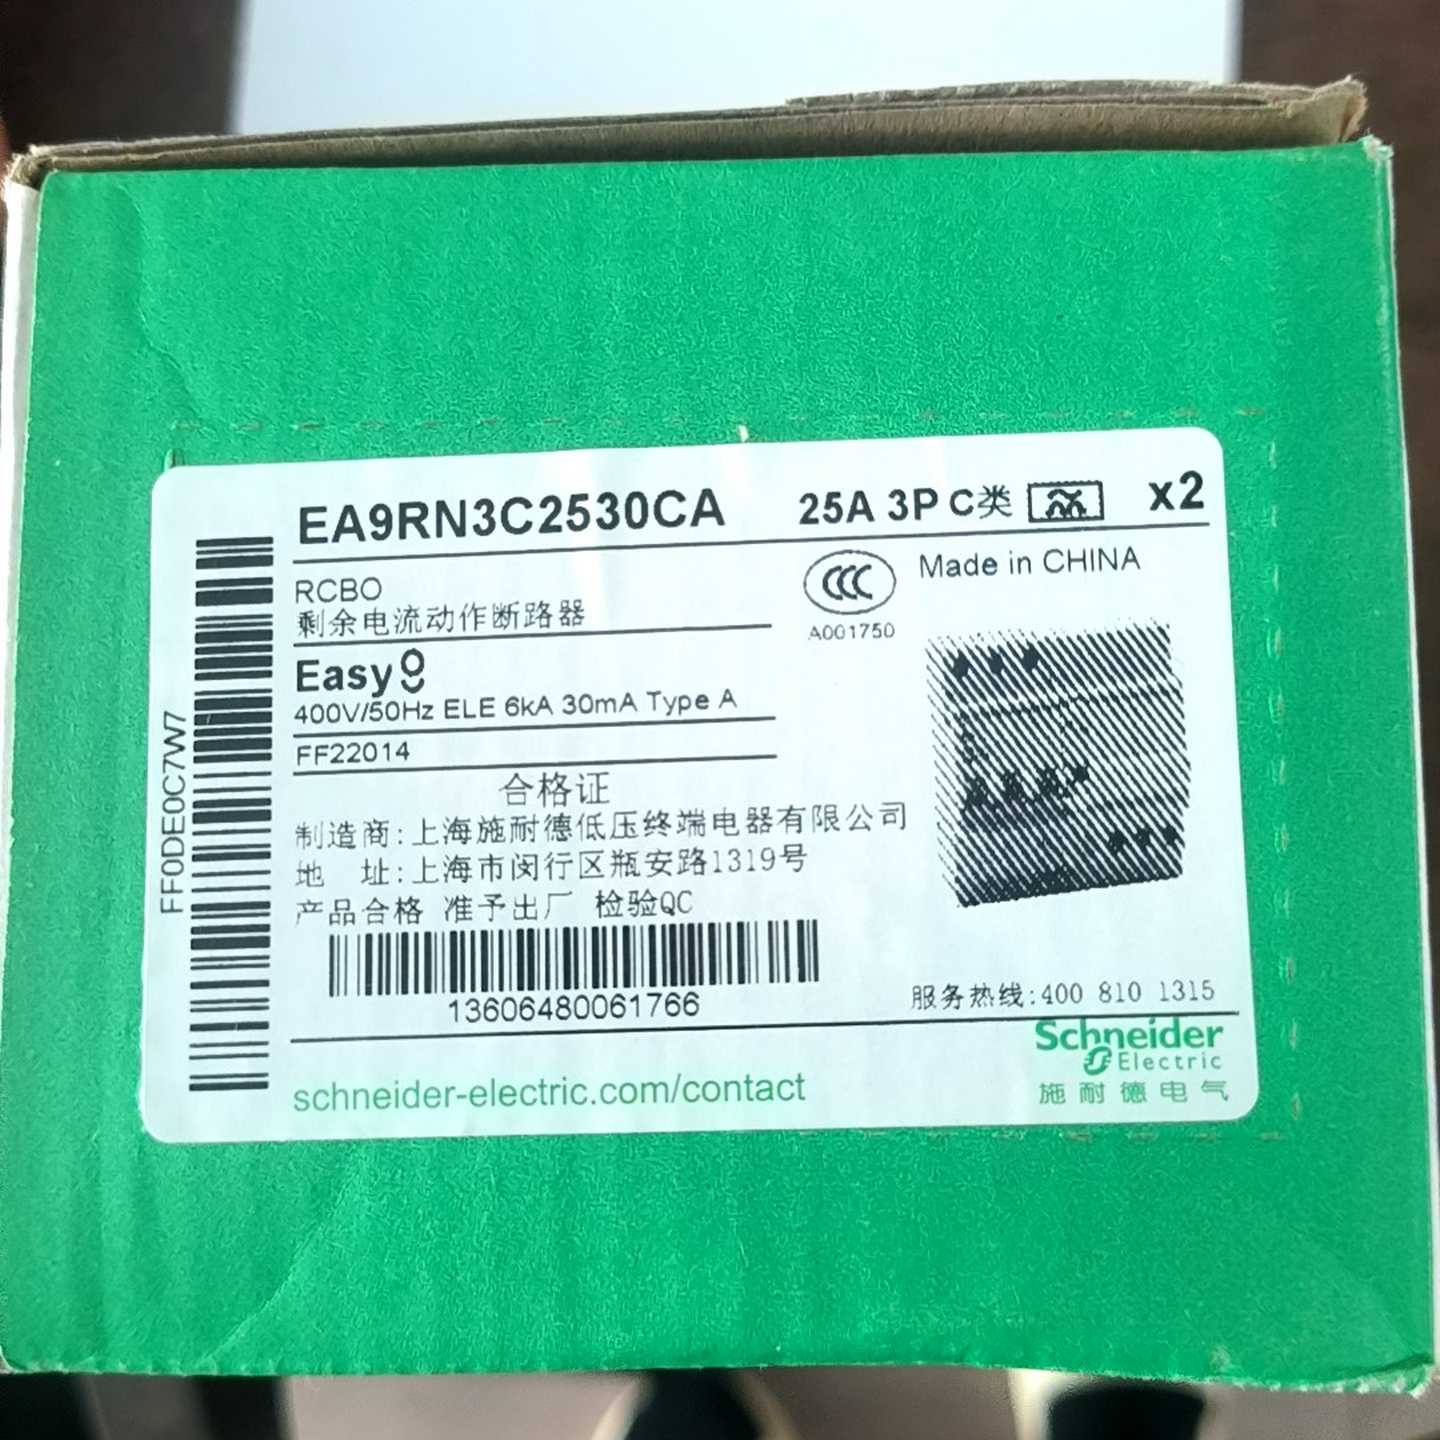 EA9RN3C2530CA 25A 3P C类 x2
RCBO
剩余电流动作断路器
Made in CHINA
CCC
A001750
Easy9
400V/50Hz ELE 6kA 30mA Type A
FF22014
合格证
制造商:上海施耐德低压终端电器有限公司
地 址:上海市闵行区瓶安路1319号
产品合格 准予出厂 检验QC
13606480061766
服务热线:400 810 1315
FF0DE0C7W7
schneider-electric.com/contact
Schneider
Electric
施耐德电气